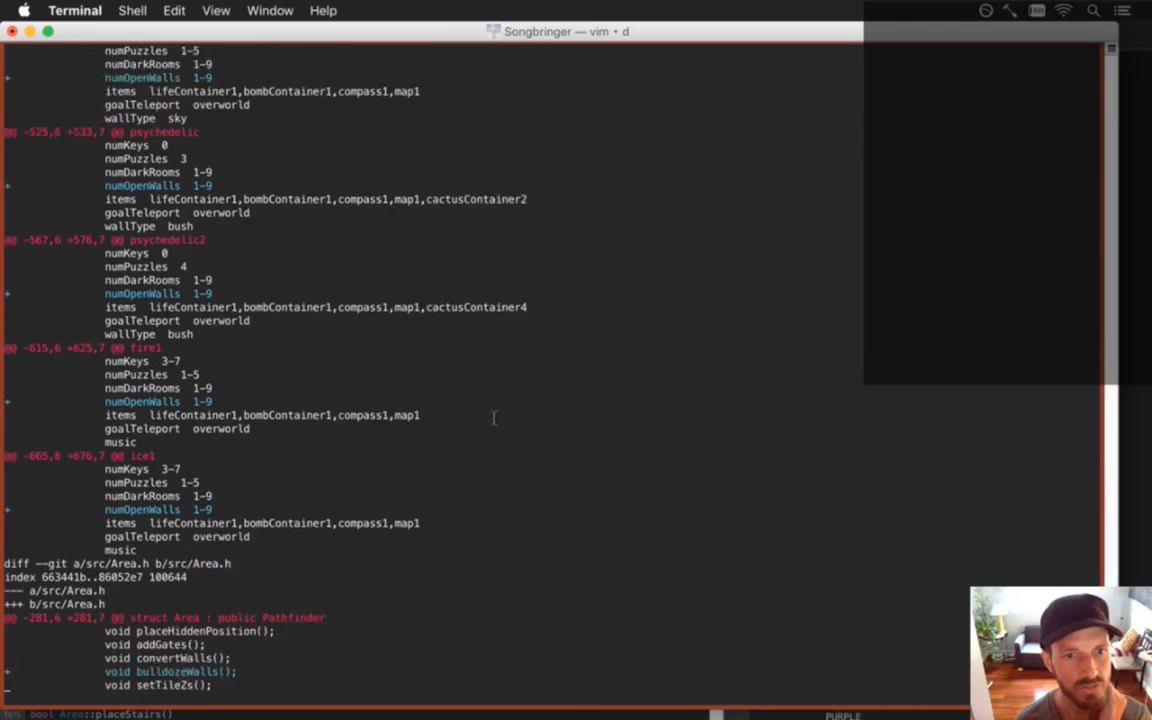 Terminal Shell Edit View Window Help
Songbringer — vim • d
numPuzzles 1-5
numDarkRooms 1-9
+ numOpenWalls 1-9
items lifeContainer1,bombContainer1,compass1,map1
goalTeleport overworld
wallType sky
@@ -525,6 +533,7 @@ psychedelic
numKeys 0
numPuzzles 3
numDarkRooms 1-9
+ numOpenWalls 1-9
items lifeContainer1,bombContainer1,compass1,map1,cactusContainer2
goalTeleport overworld
wallType bush
@@ -567,6 +576,7 @@ psychedelic2
numKeys 0
numPuzzles 4
numDarkRooms 1-9
+ numOpenWalls 1-9
items lifeContainer1,bombContainer1,compass1,map1,cactusContainer4
goalTeleport overworld
wallType bush
@@ -615,6 +625,7 @@ fire1
numKeys 3-7
numPuzzles 1-5
numDarkRooms 1-9
+ numOpenWalls 1-9
items lifeContainer1,bombContainer1,compass1,map1
goalTeleport overworld
music
@@ -665,6 +676,7 @@ ice1
numKeys 3-7
numPuzzles 1-5
numDarkRooms 1-9
+ numOpenWalls 1-9
items lifeContainer1,bombContainer1,compass1,map1
goalTeleport overworld
music
diff --git a/src/Area.h b/src/Area.h
index 663441b..86052e7 100644
--- a/src/Area.h
+++ b/src/Area.h
@@ -281,6 +281,7 @@ struct Area : public Pathfinder
void placeHiddenPosition();
void addGates();
void convertWalls();
+ void bulldozeWalls();
void setTileZs();
bool Area::placeStairs()
PURPLE